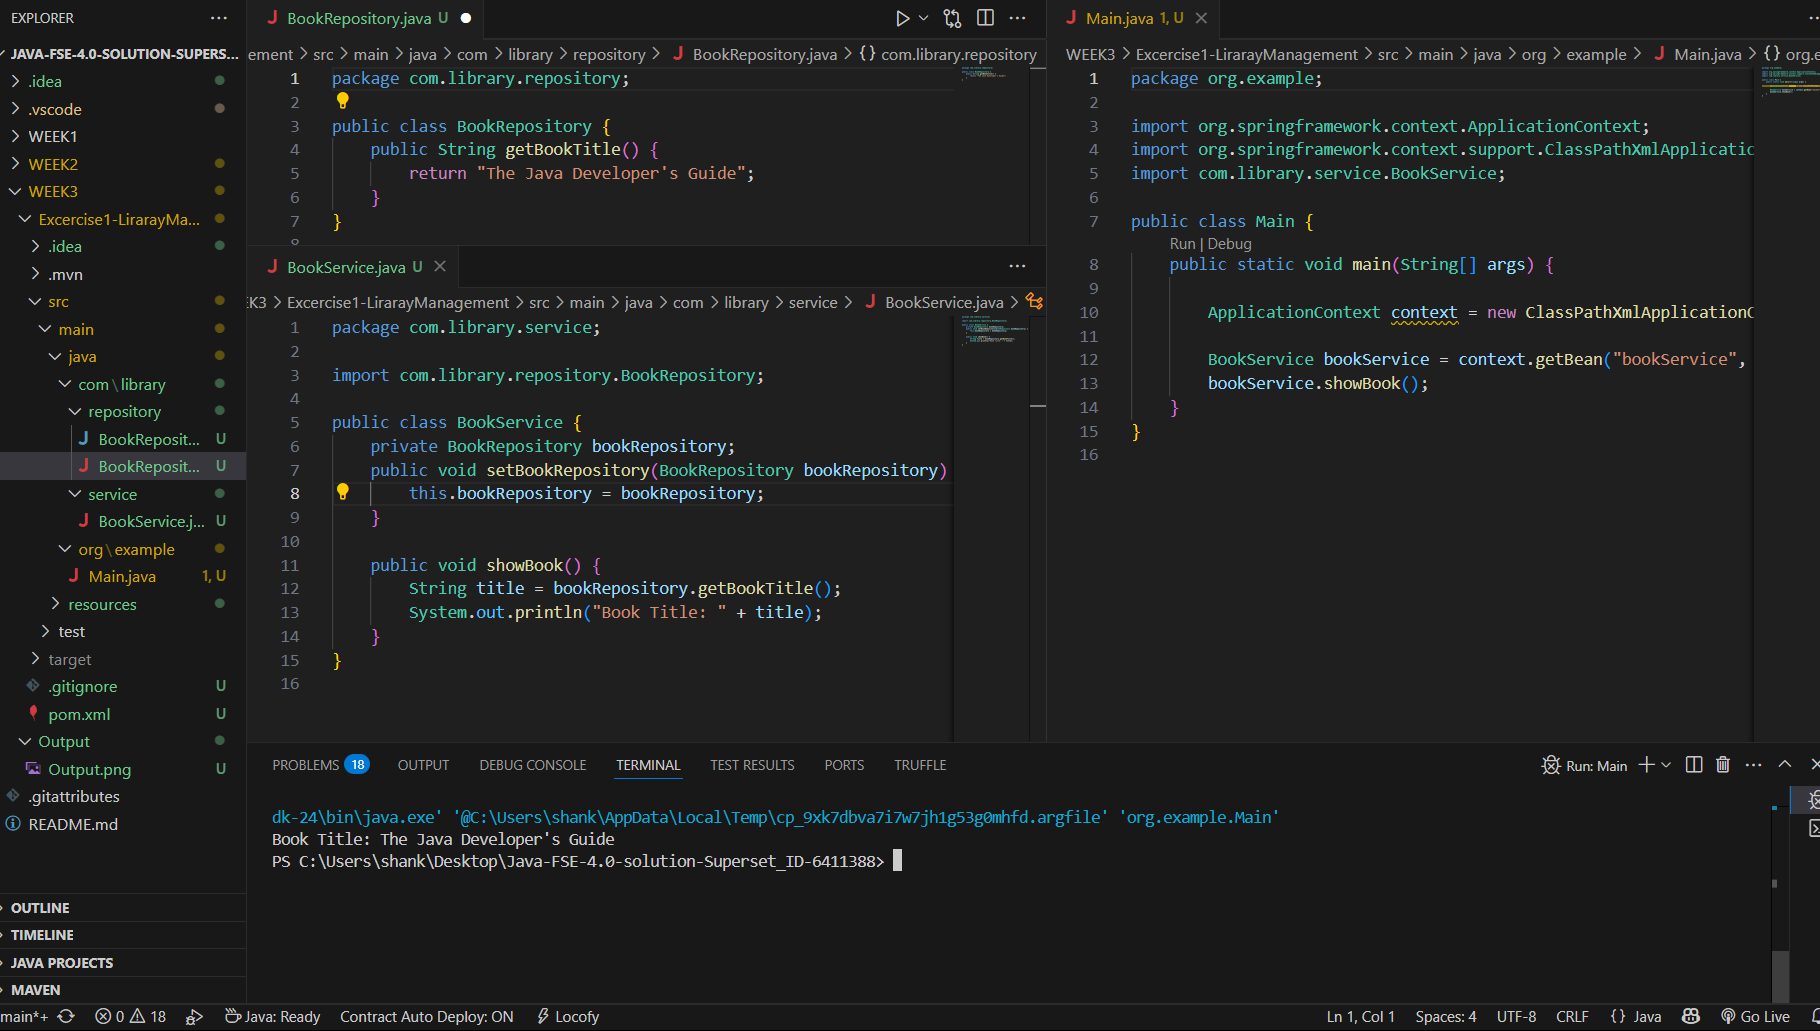 EXPLORER
JAVA-FSE-4.0-SOLUTION-SUPERS...
.idea
.vscode
WEEK1
WEEK2
WEEK3
Excercise1-LirarayMa...
.idea
.mvn
src
main
java
com\library
repository
BookReposit... U
BookReposit... U
service
BookService.j... U
org\example
Main.java 1, U
resources
test
target
.gitignore U
pom.xml U
Output
Output.png U
.gitattributes
README.md
OUTLINE
TIMELINE
JAVA PROJECTS
MAVEN
BookRepository.java U
ement > src > main > java > com > library > repository > BookRepository.java > {} com.library.repository
1 package com.library.repository;
2
3 public class BookRepository {
4 public String getBookTitle() {
5 return "The Java Developer's Guide";
6 }
7 }
8
BookService.java U
EK3 > Excercise1-LirarayManagement > src > main > java > com > library > service > BookService.java >
1 package com.library.service;
2
3 import com.library.repository.BookRepository;
4
5 public class BookService {
6 private BookRepository bookRepository;
7 public void setBookRepository(BookRepository bookRepository)
8 this.bookRepository = bookRepository;
9 }
10
11 public void showBook() {
12 String title = bookRepository.getBookTitle();
13 System.out.println("Book Title: " + title);
14 }
15 }
16
Main.java 1, U
WEEK3 > Excercise1-LirarayManagement > src > main > java > org > example > Main.java > {} org.e
1 package org.example;
2
3 import org.springframework.context.ApplicationContext;
4 import org.springframework.context.support.ClassPathXmlApplicatio
5 import com.library.service.BookService;
6
7 public class Main {
Run | Debug
8 public static void main(String[] args) {
9
10 ApplicationContext context = new ClassPathXmlApplicationC
11
12 BookService bookService = context.getBean("bookService",
13 bookService.showBook();
14 }
15 }
16
PROBLEMS 18 OUTPUT DEBUG CONSOLE TERMINAL TEST RESULTS PORTS TRUFFLE
Run: Main
dk-24\bin\java.exe' '@C:\Users\shank\AppData\Local\Temp\cp_9xk7dbva7i7w7jh1g53g0mhfd.argfile' 'org.example.Main'
Book Title: The Java Developer's Guide
PS C:\Users\shank\Desktop\Java-FSE-4.0-solution-Superset_ID-6411388>
main*+ 0 18 Java: Ready Contract Auto Deploy: ON Locofy Ln 1, Col 1 Spaces: 4 UTF-8 CRLF {} Java Go Live